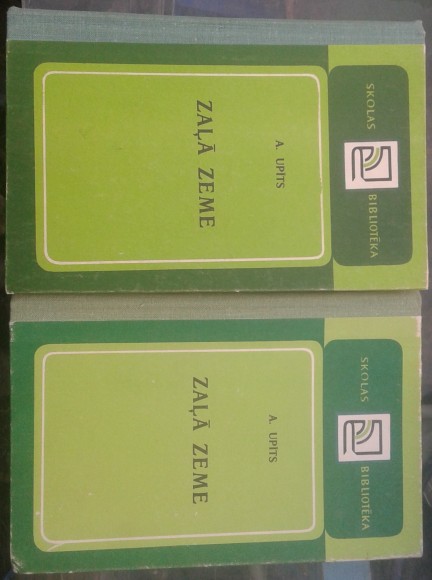 SKOLAS BIBLIOTĒKA
A. UPĪTS
ZAĻĀ ZEME
SKOLAS BIBLIOTĒKA
A. UPĪTS
ZAĻĀ ZEME